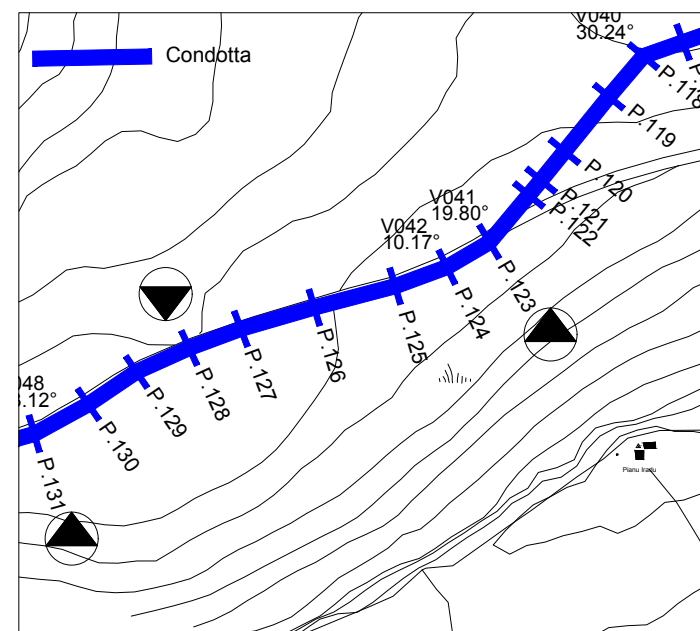 V040
30.24°
Condotta
P.118
P.119
P.120
P.121
P.122
V041
19.80°
V042
10.17°
P.123
P.124
P.125
P.126
P.127
P.128
P.129
P.130
P.131
Pianu Iradu